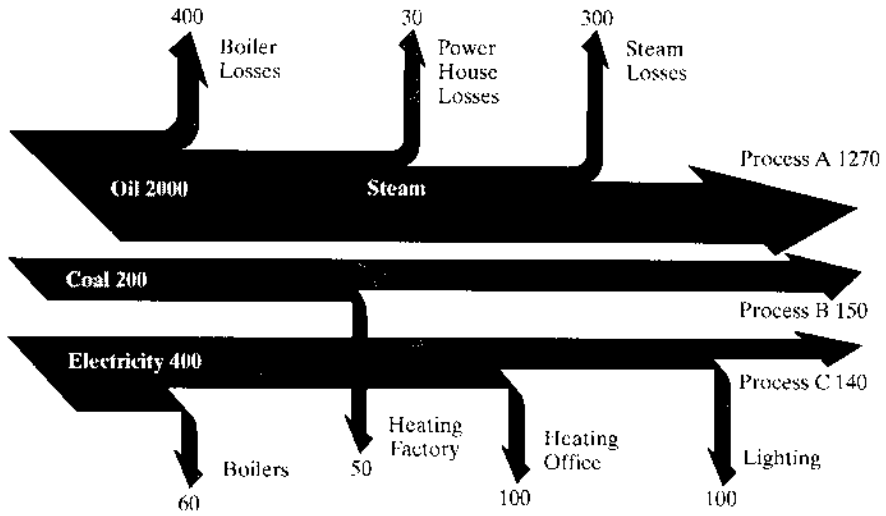 400
30
300
Boiler
Losses
Power
House
Losses
Steam
Losses
Process A 1270
Oil 2000
Steam
Coal 200
Process B 150
Electricity 400
Process C 140
Boilers
60
Heating
Factory
50
Heating
Office
100
Lighting
100